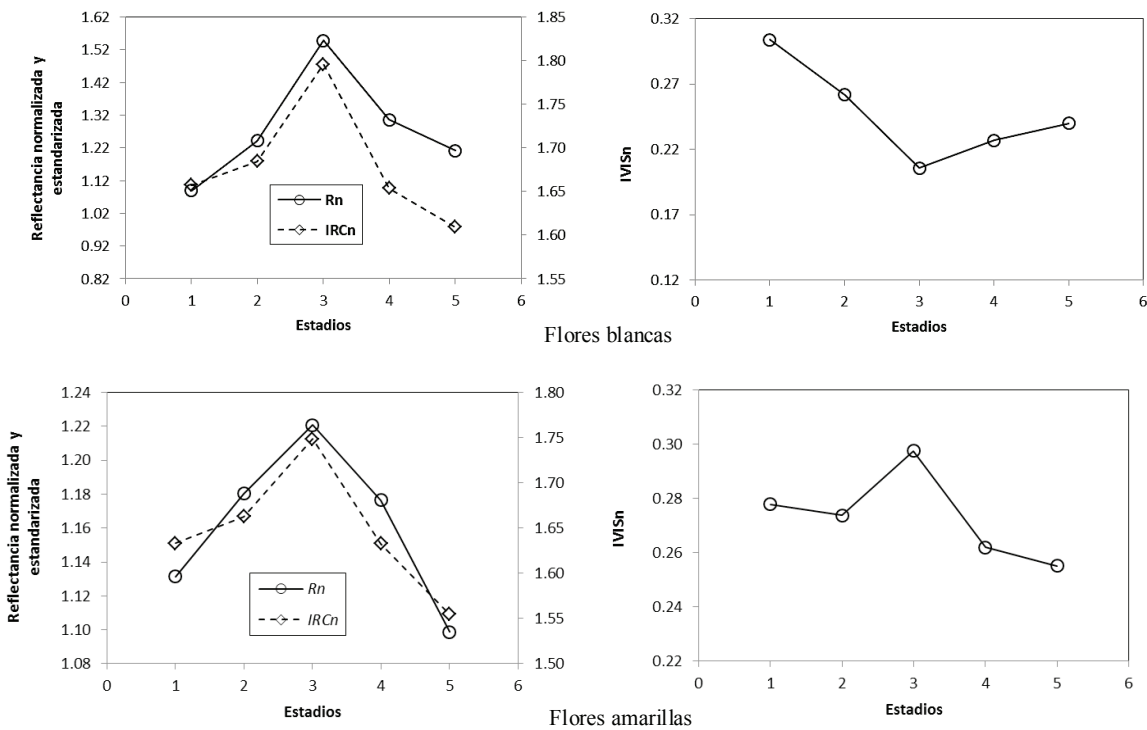 Reflectancia normalizada y
estandarizada
1.62
1.52
1.42
1.32
1.22
1.12
1.02
0.92
0.82
1.85
1.80
1.75
1.70
1.65
1.60
1.55
Rn
IRCn
0 1 2 3 4 5 6
Estadios
IVISn
0.32
0.27
0.22
0.17
0.12
0 1 2 3 4 5 6
Estadios
Flores blancas
Reflectancia normalizada y
estandarizada
1.24
1.22
1.20
1.18
1.16
1.14
1.12
1.10
1.08
1.80
1.75
1.70
1.65
1.60
1.55
1.50
Rn
IRCn
0 1 2 3 4 5 6
Estadios
IVISn
0.32
0.30
0.28
0.26
0.24
0.22
0 1 2 3 4 5 6
Estadios
Flores amarillas